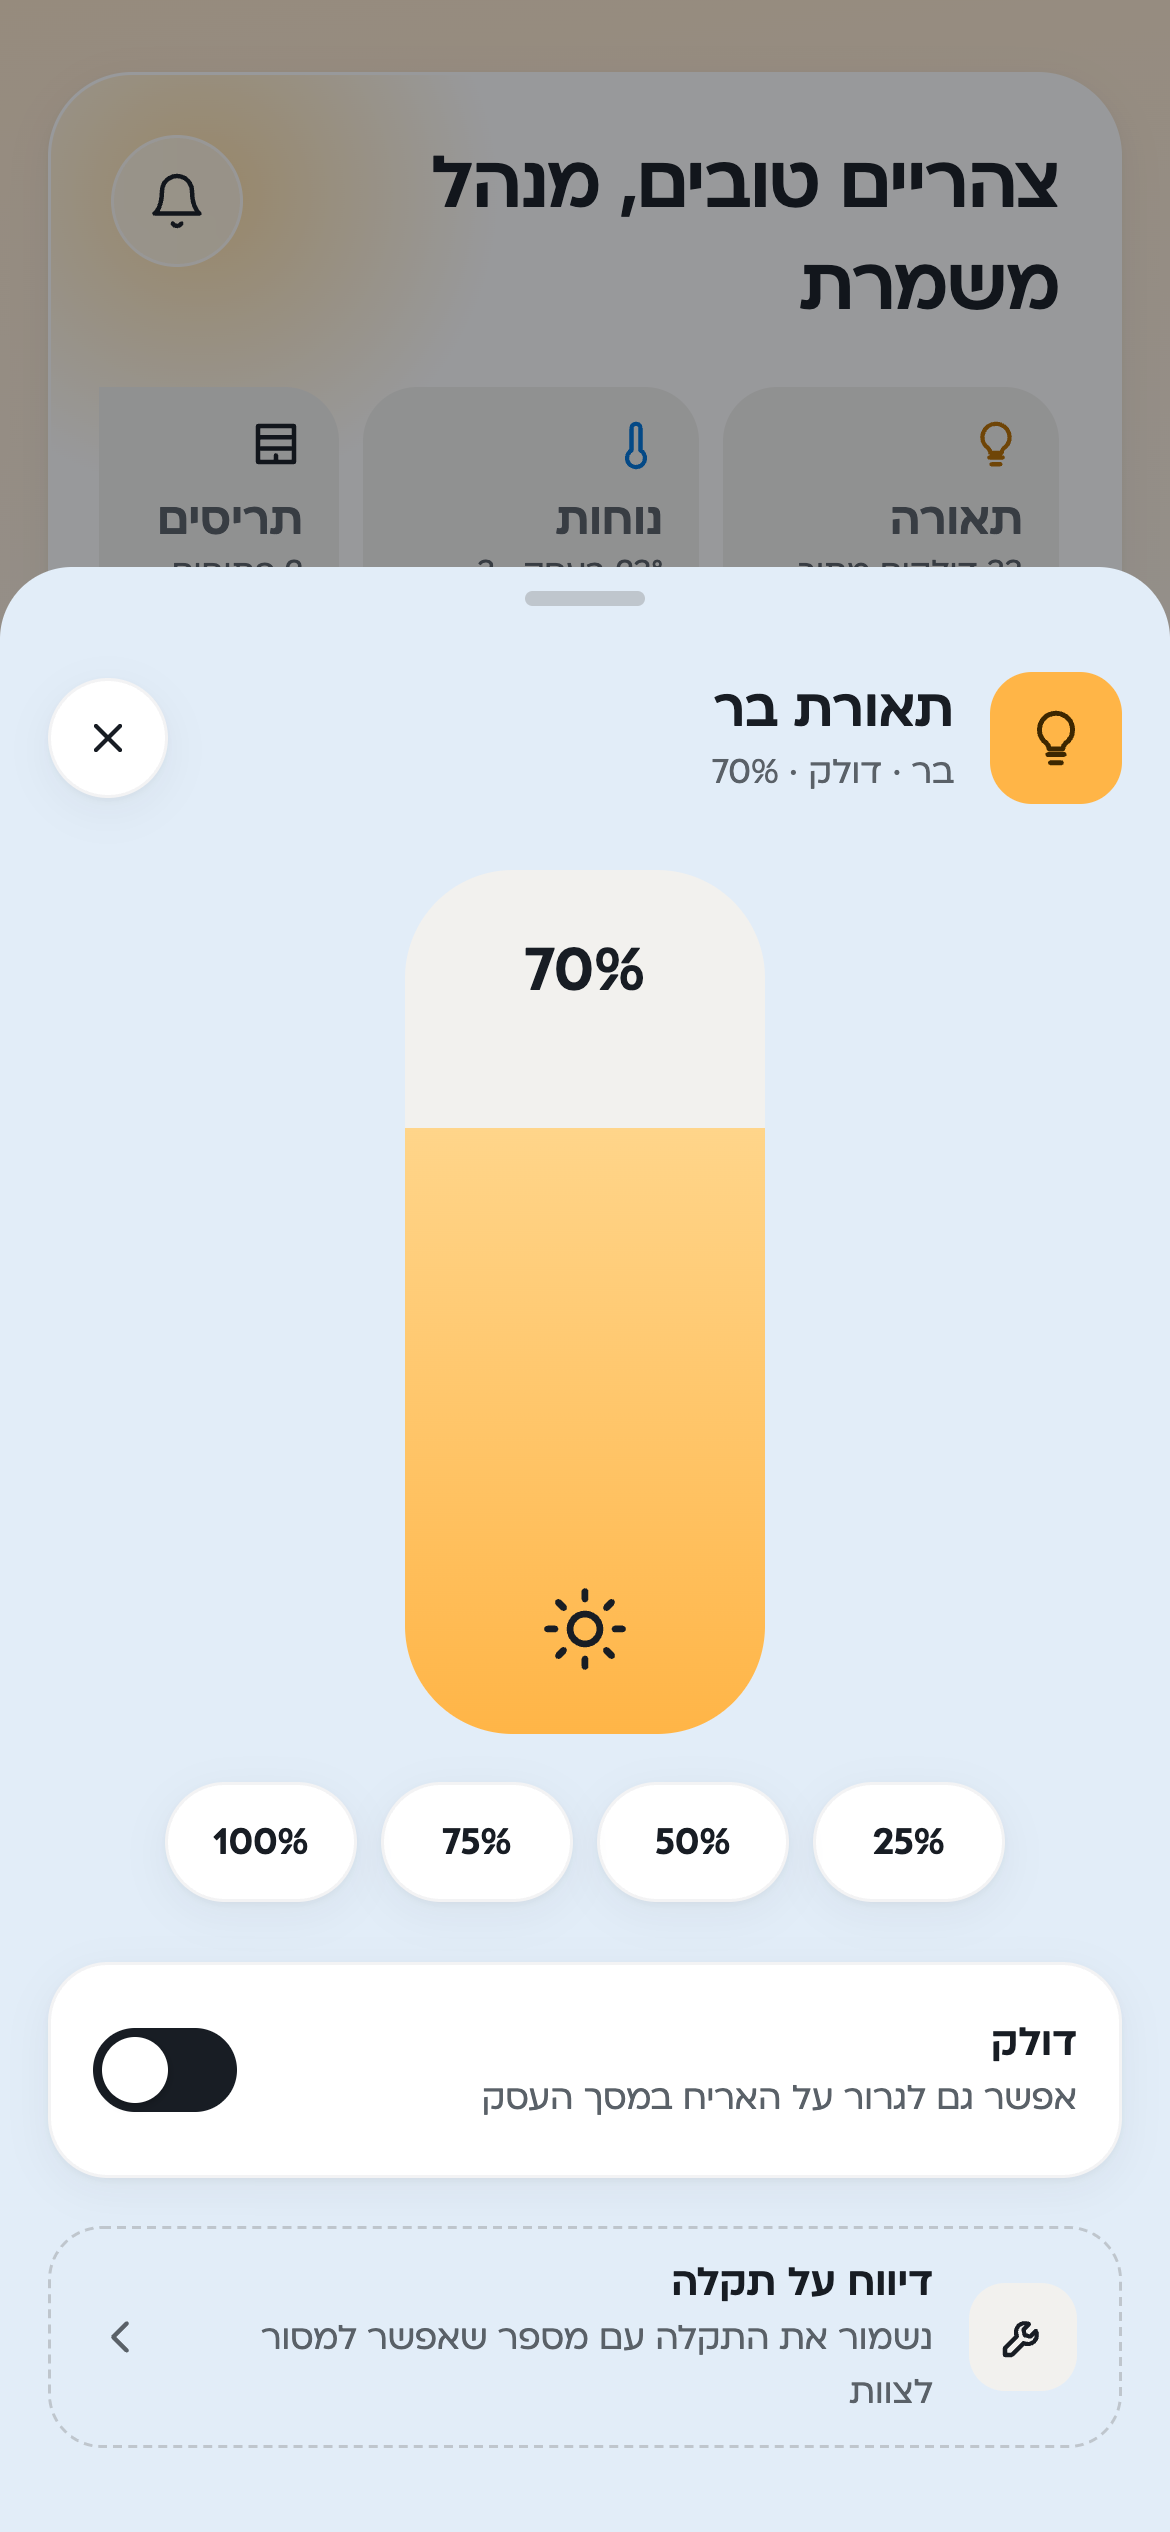 צהריים טובים, מנהל
משמרת
תאורה
נוחות
תריסים
תאורת בר
בר · דולק · 70%
70%
25%
50%
75%
100%
דולק
אפשר גם לגרור על האריח במסך העסק
דיווח על תקלה
נשמור את התקלה עם מספר שאפשר למסור
לצוות